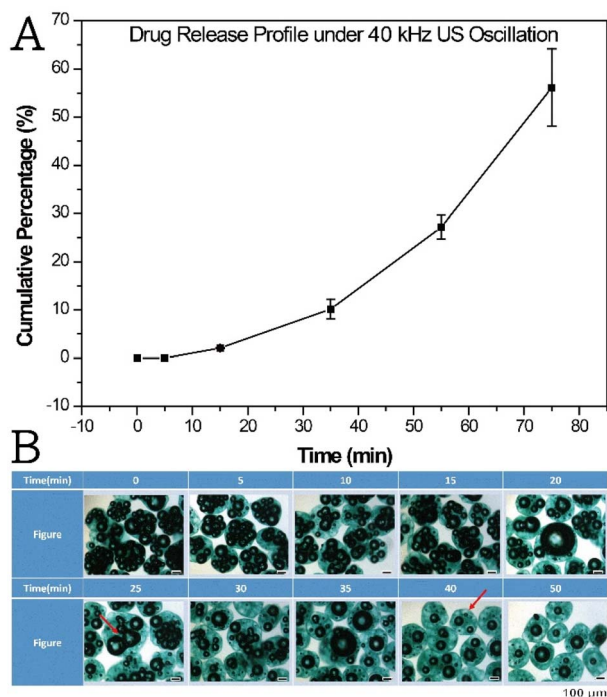 A
Drug Release Profile under 40 kHz US Oscillation
70
60
50
40
30
20
10
0
-10
Cumulative Percentage (%)
-10 0 10 20 30 40 50 60 70 80
Time (min)
B
Time(min) 0 5 10 15 20
Figure
Time(min) 25 30 35 40 50
Figure
100 μm